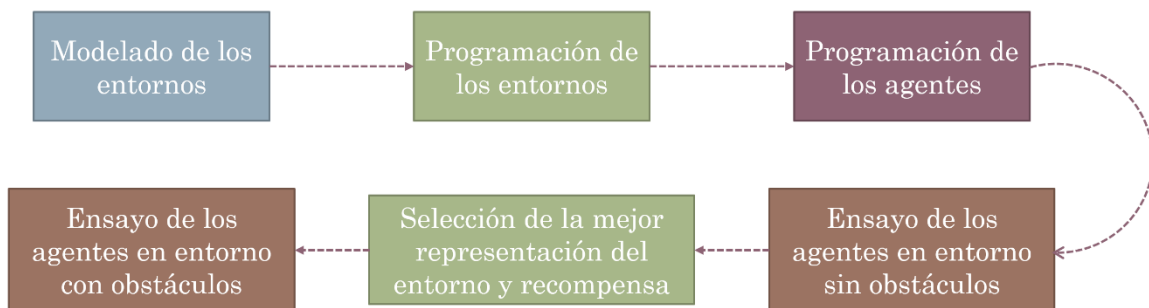 Modelado de los
entornos
Programación de
los entornos
Programación de
los agentes
Ensayo de los
agentes en entorno
sin obstáculos
Selección de la mejor
representación del
entorno y recompensa
Ensayo de los
agentes en entorno
con obstáculos